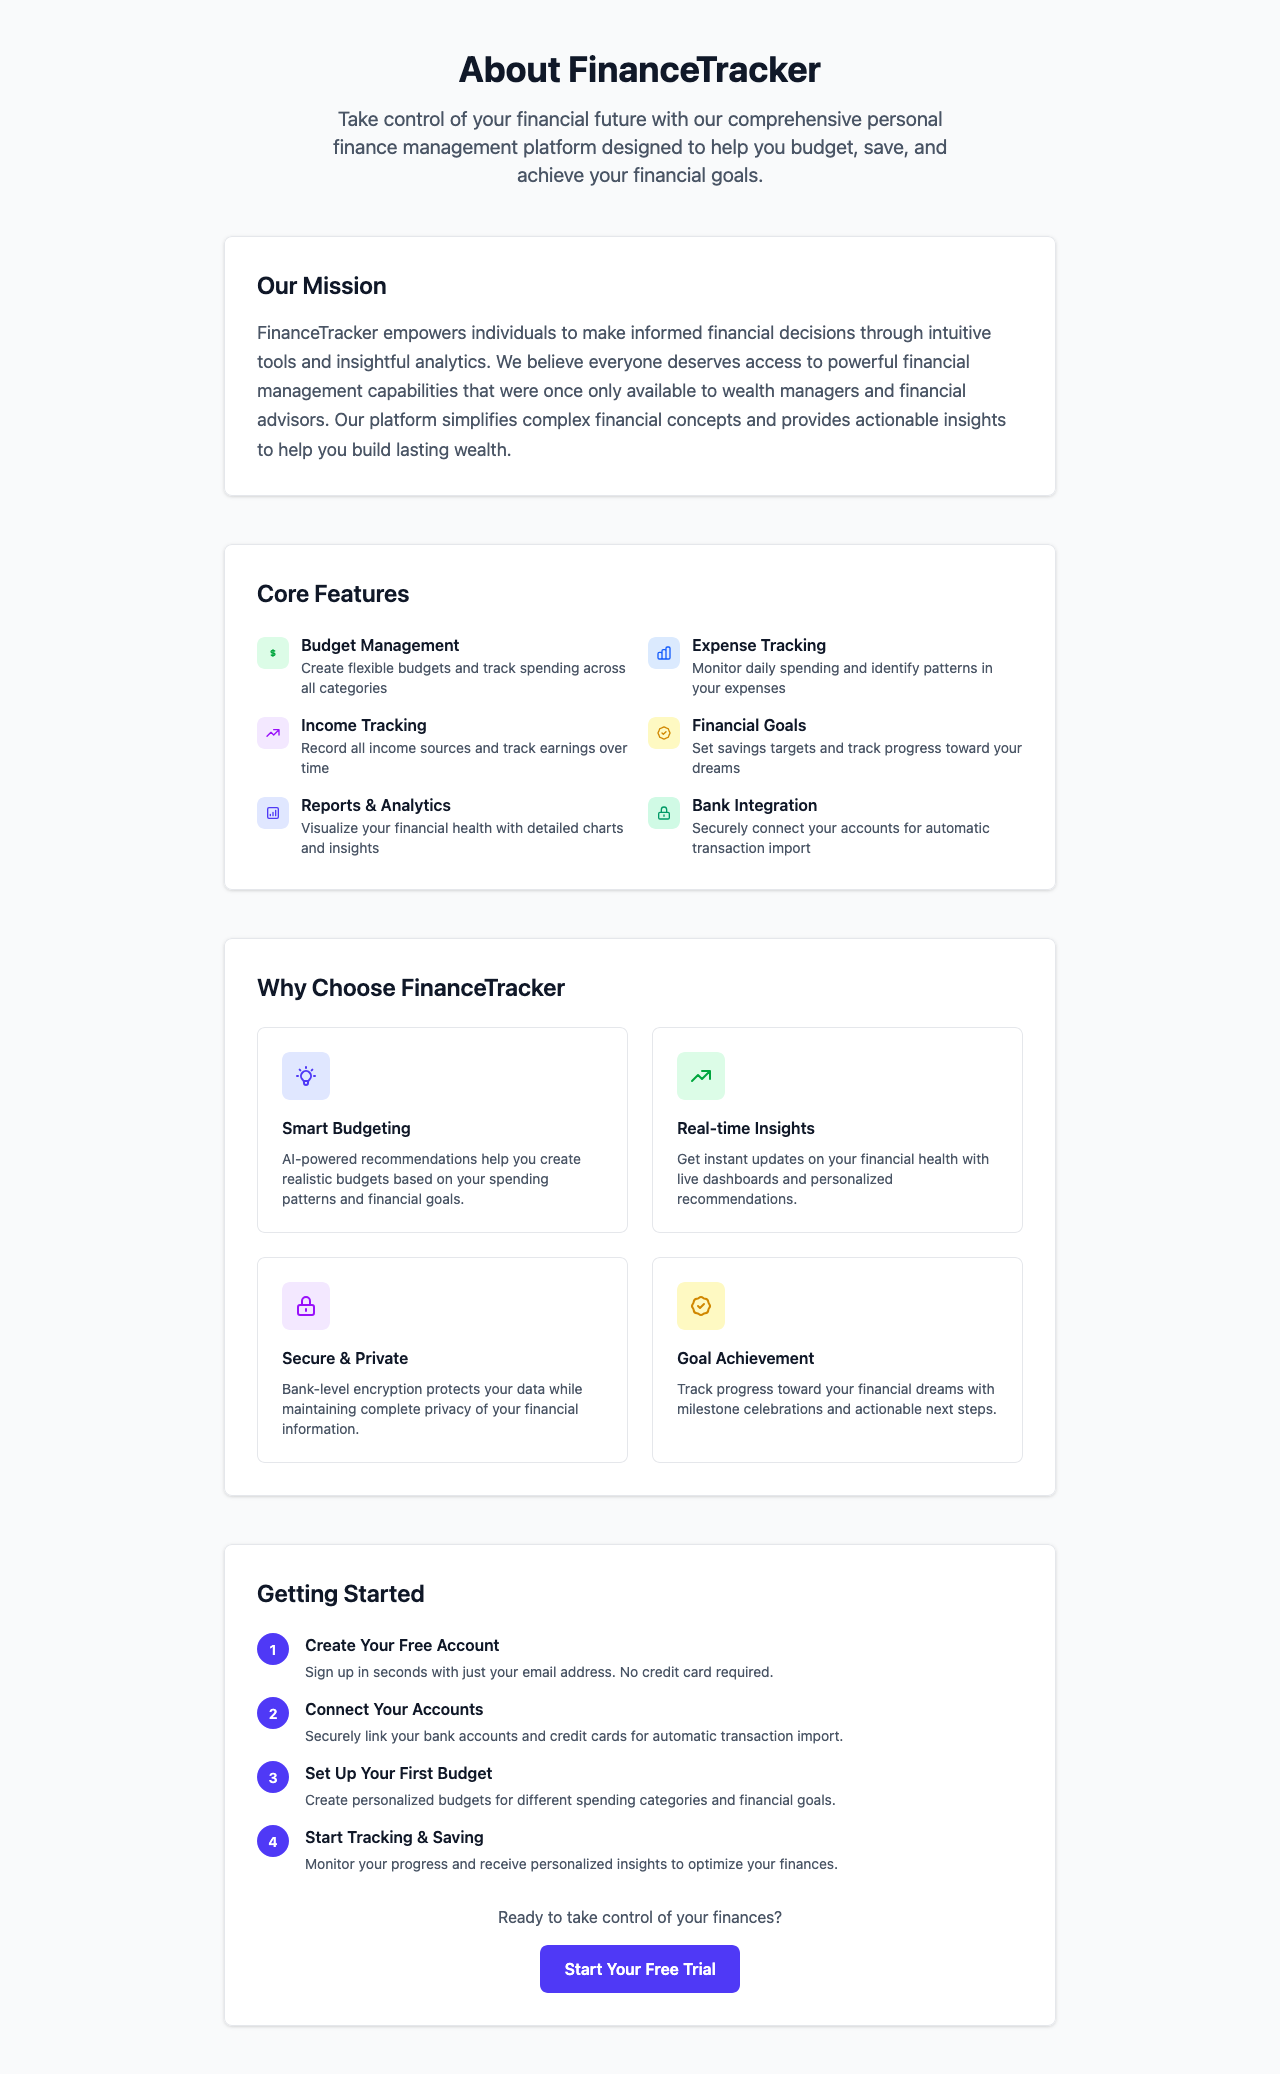 About FinanceTracker
Take control of your financial future with our comprehensive personal
finance management platform designed to help you budget, save, and
achieve your financial goals.
Our Mission
FinanceTracker empowers individuals to make informed financial decisions through intuitive
tools and insightful analytics. We believe everyone deserves access to powerful financial
management capabilities that were once only available to wealth managers and financial
advisors. Our platform simplifies complex financial concepts and provides actionable insights
to help you build lasting wealth.
Core Features
$
Budget Management
Create flexible budgets and track spending across
all categories
Expense Tracking
Monitor daily spending and identify patterns in
your expenses
Income Tracking
Record all income sources and track earnings over
time
Financial Goals
Set savings targets and track progress toward your
dreams
Reports & Analytics
Visualize your financial health with detailed charts
and insights
Bank Integration
Securely connect your accounts for automatic
transaction import
Why Choose FinanceTracker
Smart Budgeting
AI-powered recommendations help you create
realistic budgets based on your spending
patterns and financial goals.
Real-time Insights
Get instant updates on your financial health with
live dashboards and personalized
recommendations.
Secure & Private
Bank-level encryption protects your data while
maintaining complete privacy of your financial
information.
Goal Achievement
Track progress toward your financial dreams with
milestone celebrations and actionable next steps.
Getting Started
1
Create Your Free Account
Sign up in seconds with just your email address. No credit card required.
2
Connect Your Accounts
Securely link your bank accounts and credit cards for automatic transaction import.
3
Set Up Your First Budget
Create personalized budgets for different spending categories and financial goals.
4
Start Tracking & Saving
Monitor your progress and receive personalized insights to optimize your finances.
Ready to take control of your finances?
Start Your Free Trial